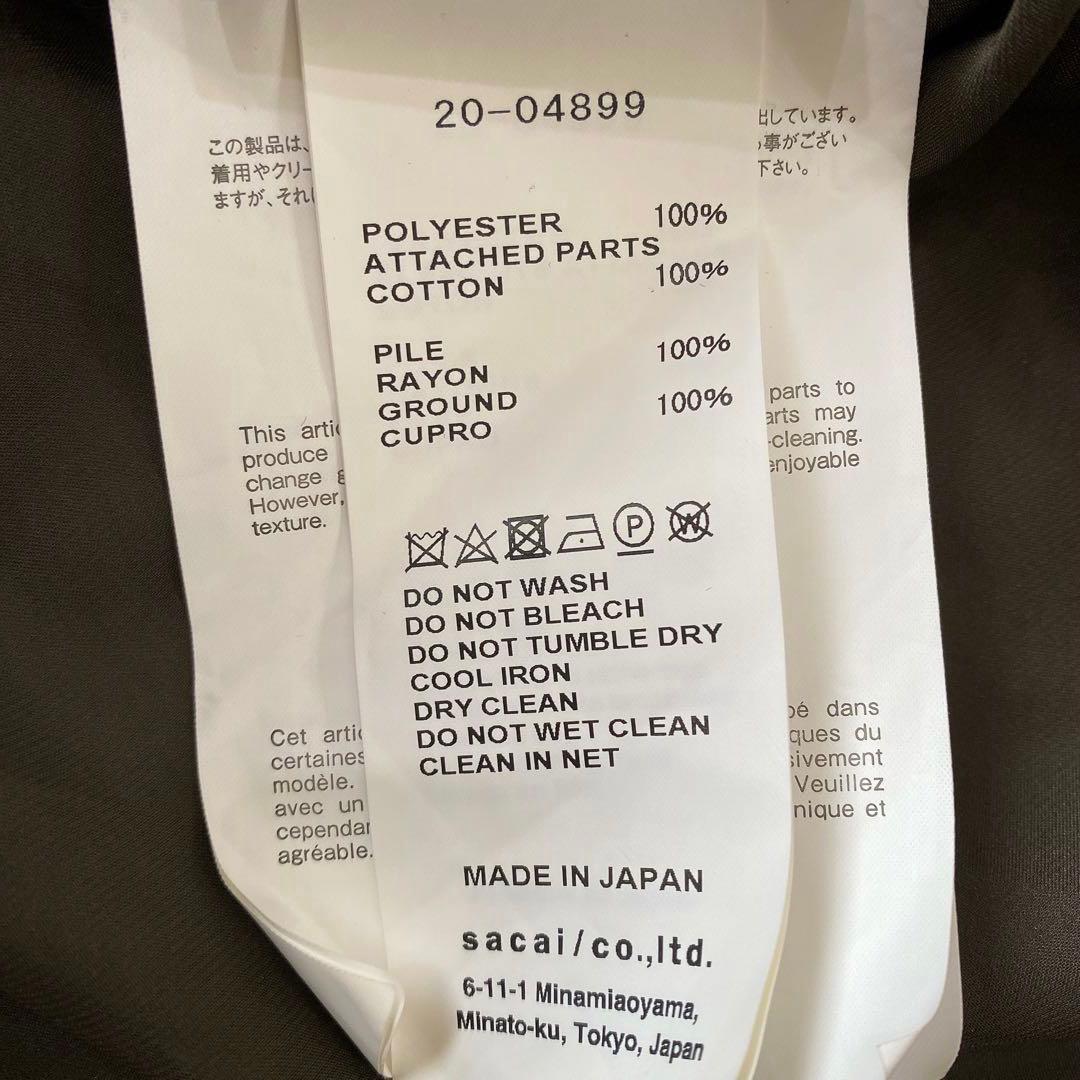 20-04899
この製品は、
着用やクリー
ますが、それ
出しています。
事がござい
下さい。
POLYESTER 100%
ATTACHED PARTS
COTTON 100%
PILE 100%
RAYON
GROUND 100%
CUPRO
This arti
produce
change
However,
texture.
parts to
arts may
-cleaning.
enjoyable
P
W
DO NOT WASH
DO NOT BLEACH
DO NOT TUMBLE DRY
COOL IRON
DRY CLEAN
DO NOT WET CLEAN
CLEAN IN NET
Cet arti
certaines
modèle.
avec un
cependan
agréable.
é dans
ques du
sivement
Veuillez
nique et
MADE IN JAPAN
sacai/co.,ltd.
6-11-1 Minamiaoyama,
Minato-ku, Tokyo, Japan